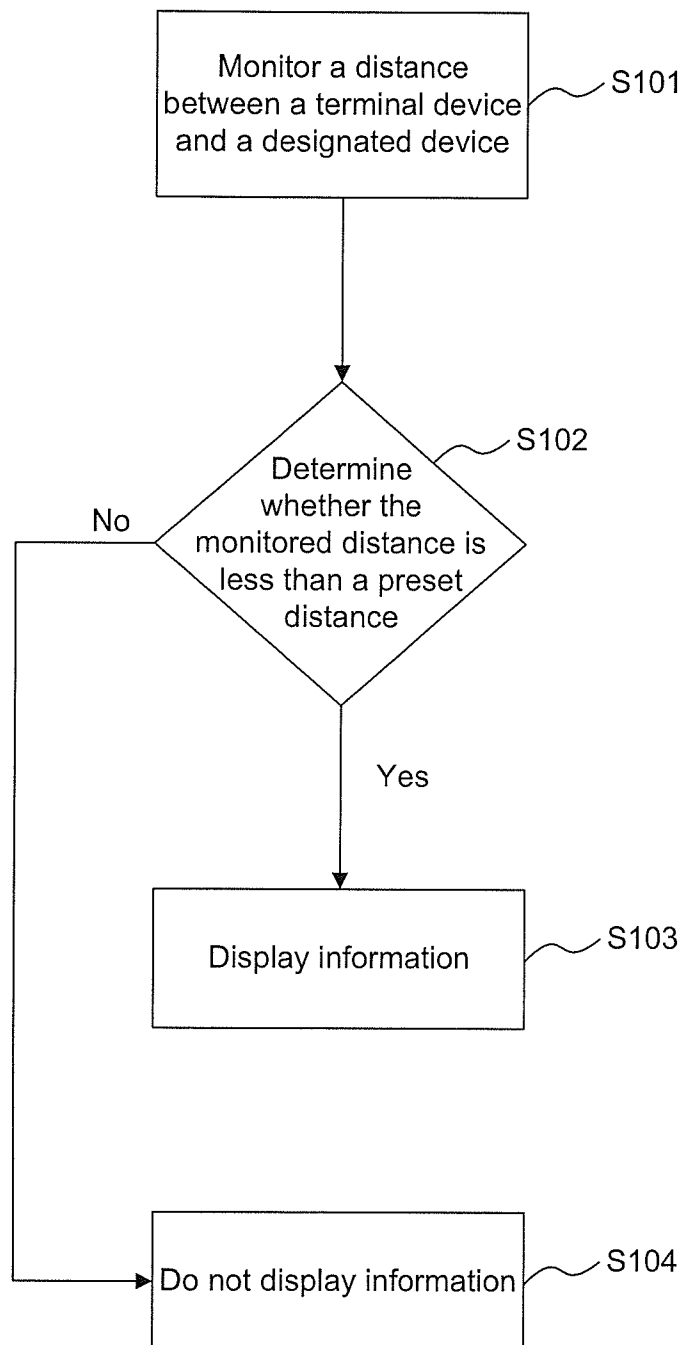 Monitor a distance
between a terminal device
and a designated device
S101
S102
Determine
whether the
monitored distance is
less than a preset
distance
No
Yes
Display information
S103
Do not display information
S104